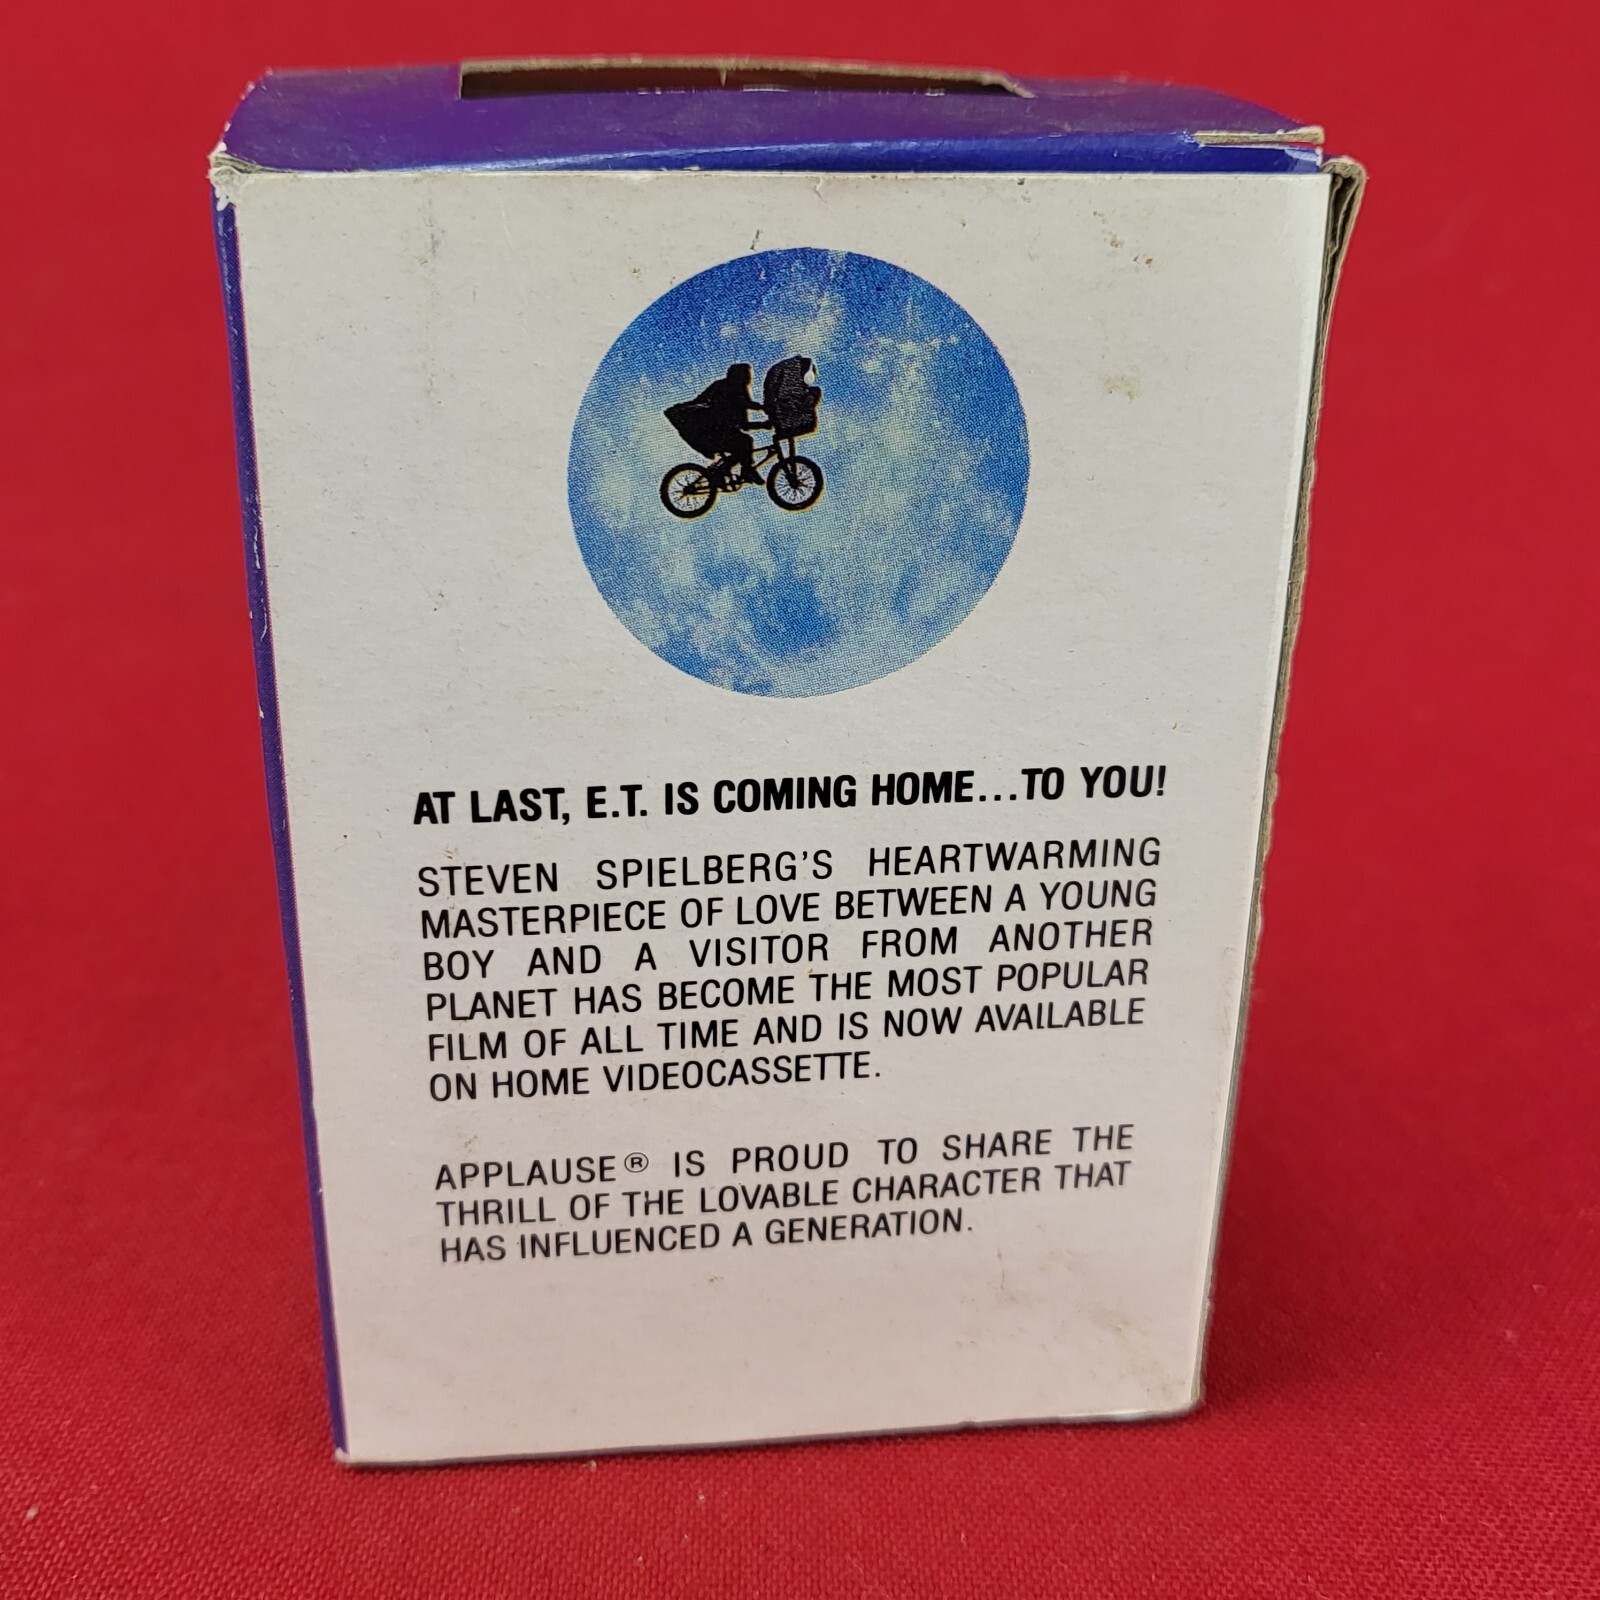 AT LAST, E.T. IS COMING HOME...TO YOU!
STEVEN SPIELBERG'S HEARTWARMING
MASTERPIECE OF LOVE BETWEEN A YOUNG
BOY AND A VISITOR FROM ANOTHER
PLANET HAS BECOME THE MOST POPULAR
FILM OF ALL TIME AND IS NOW AVAILABLE
ON HOME VIDEOCASSETTE.
APPLAUSE® IS PROUD TO SHARE THE
THRILL OF THE LOVABLE CHARACTER THAT
HAS INFLUENCED A GENERATION.